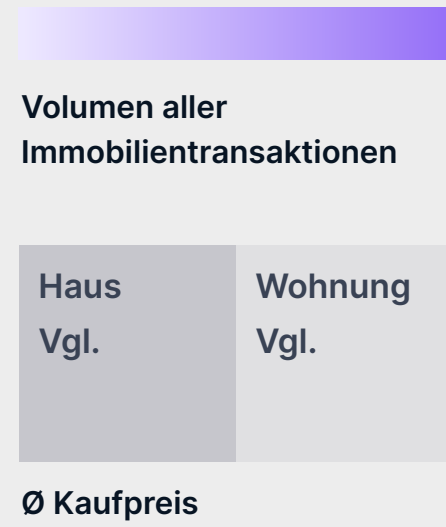 Volumen aller
Immobilientransaktionen
Haus Wohnung
Vgl. Vgl.
Ø Kaufpreis